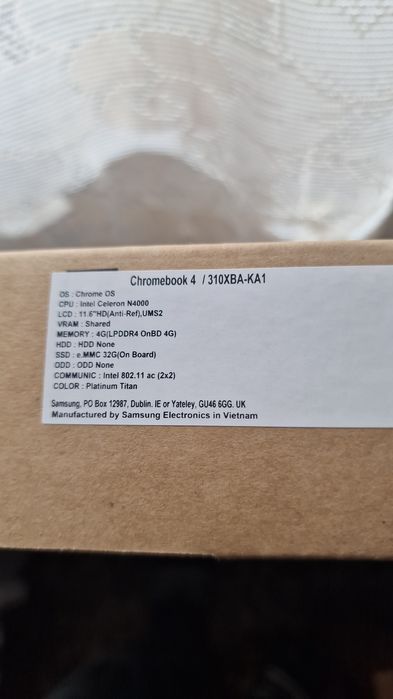 Chromebook 4 / 310XBA-KA1
OS : Chrome OS
CPU : Intel Celeron N4000
LCD : 11.6"HD(Anti-Ref),UMS2
VRAM : Shared
MEMORY : 4G(LPDDR4 OnBD 4G)
HDD : HDD None
SSD : e.MMC 32G(On Board)
ODD : ODD None
COMMUNIC : Intel 802.11 ac (2x2)
COLOR : Platinum Titan
Samsung, PO Box 12987, Dublin. IE or Yateley, GU46 6GG. UK
Manufactured by Samsung Electronics in Vietnam